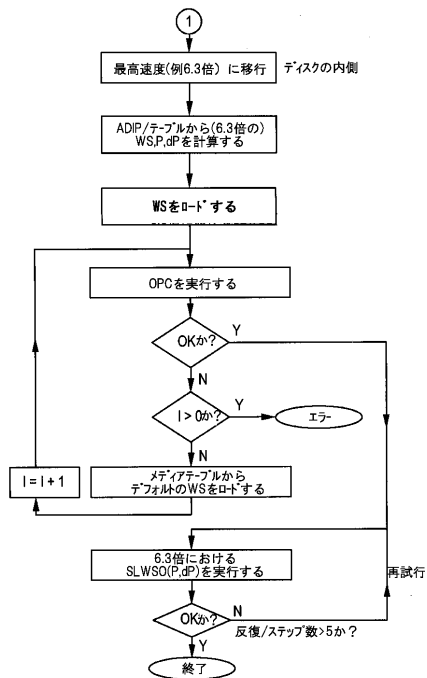 1
最高速度(例6.3倍)に移行
ディスクの内側
ADIP/テーブルから(6.3倍の)
WS,P,dPを計算する
WSをロードする
OPCを実行する
OKか?
Y
N
I>0か?
Y
エラー
N
メディアテーブルから
デフォルトのWSをロードする
I=I+1
6.3倍における
SLWSO(P,dP)を実行する
再試行
OKか?
N
反復/ステップ数>5か?
Y
終了